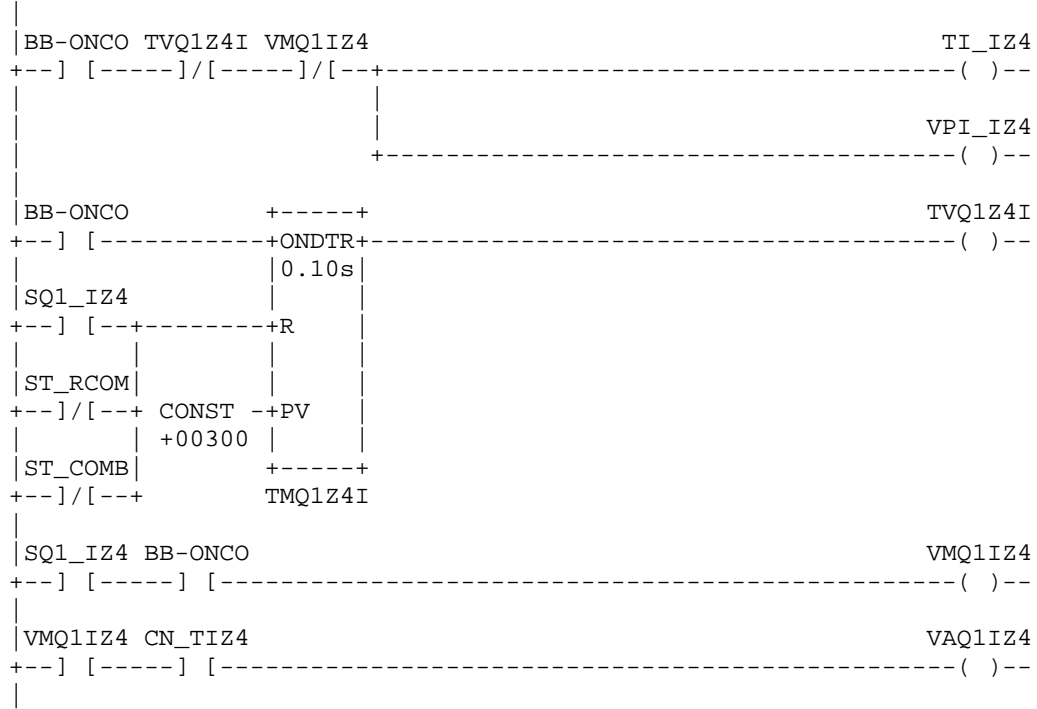 |
|BB-ONCO TVQ1Z4I VMQ1IZ4                                      TI_IZ4
+--] [-----]/[-----]/[--+--------------------------------------( )--
|                       |
|                       |                                    VPI_IZ4
|                       +--------------------------------------( )--
|
|BB-ONCO         +-----+                                     TVQ1Z4I
+--] [-----------+ONDTR+---------------------------------------( )--
|                |0.10s|
|SQ1_IZ4         |     |
+--] [--+--------+R    |
|       |        |     |
|ST_RCOM|        |     |
+--]/[--+ CONST -+PV   |
|       | +00300 |     |
|ST_COMB|        +-----+
+--]/[--+        TMQ1Z4I
|
|SQ1_IZ4 BB-ONCO                                             VMQ1IZ4
+--] [-----] [-------------------------------------------------( )--
|
|VMQ1IZ4 CN_TIZ4                                             VAQ1IZ4
+--] [-----] [-------------------------------------------------( )--
|